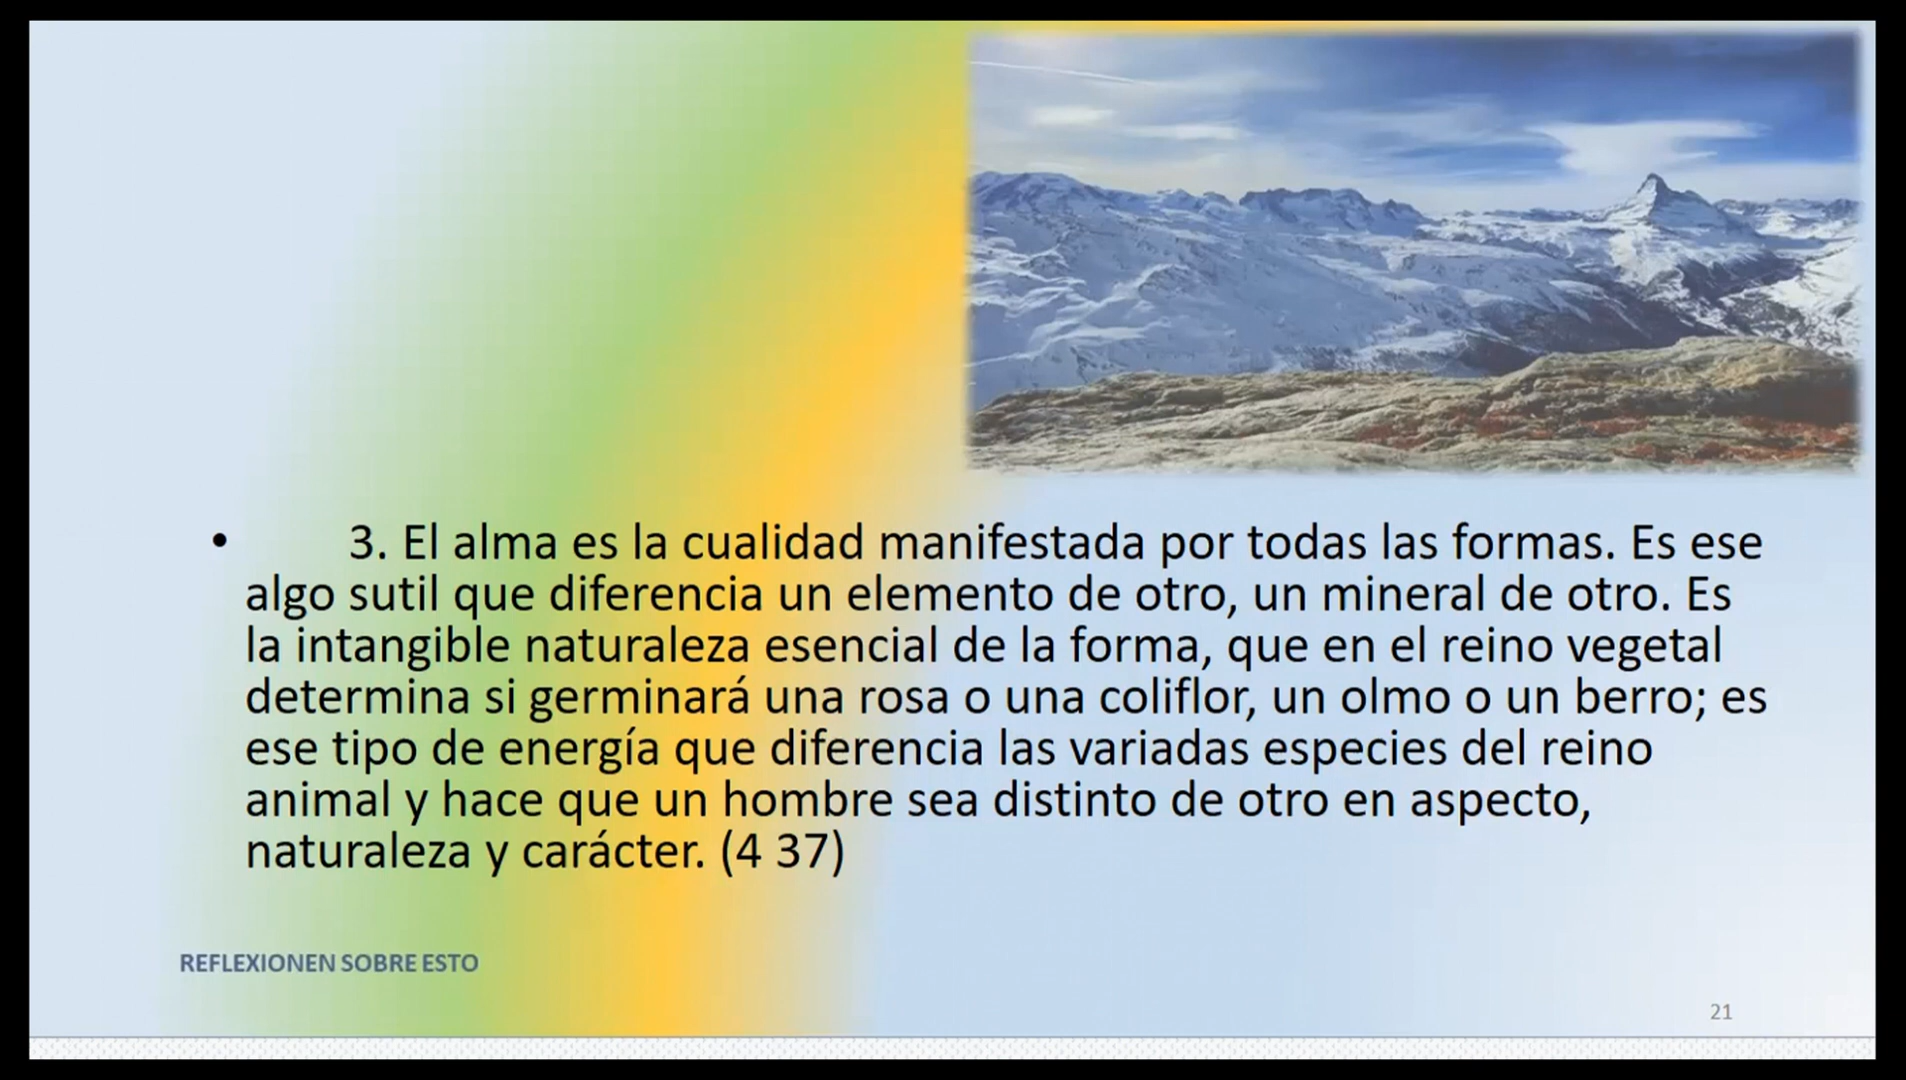 • 3. El alma es la cualidad manifestada por todas las formas. Es ese
algo sutil que diferencia un elemento de otro, un mineral de otro. Es
la intangible naturaleza esencial de la forma, que en el reino vegetal
determina si germinará una rosa o una coliflor, un olmo o un berro; es
ese tipo de energía que diferencia las variadas especies del reino
animal y hace que un hombre sea distinto de otro en aspecto,
naturaleza y carácter. (4 37)
REFLEXIONEN SOBRE ESTO
21